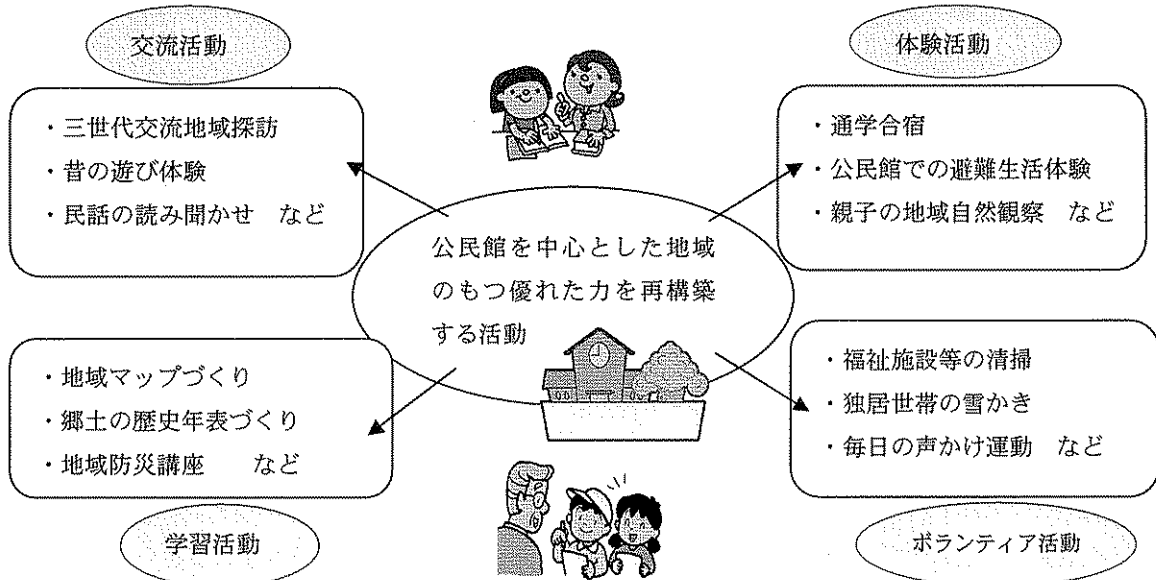 交流活動
・三世代交流地域探訪
・昔の遊び体験
・民話の読み聞かせ　など
体験活動
・通学合宿
・公民館での避難生活体験
・親子の地域自然観察　など
公民館を中心とした地域
のもつ優れた力を再構築
する活動
・地域マップづくり
・郷土の歴史年表づくり
・地域防災講座　　など
学習活動
・福祉施設等の清掃
・独居世帯の雪かき
・毎日の声かけ運動　など
ボランティア活動